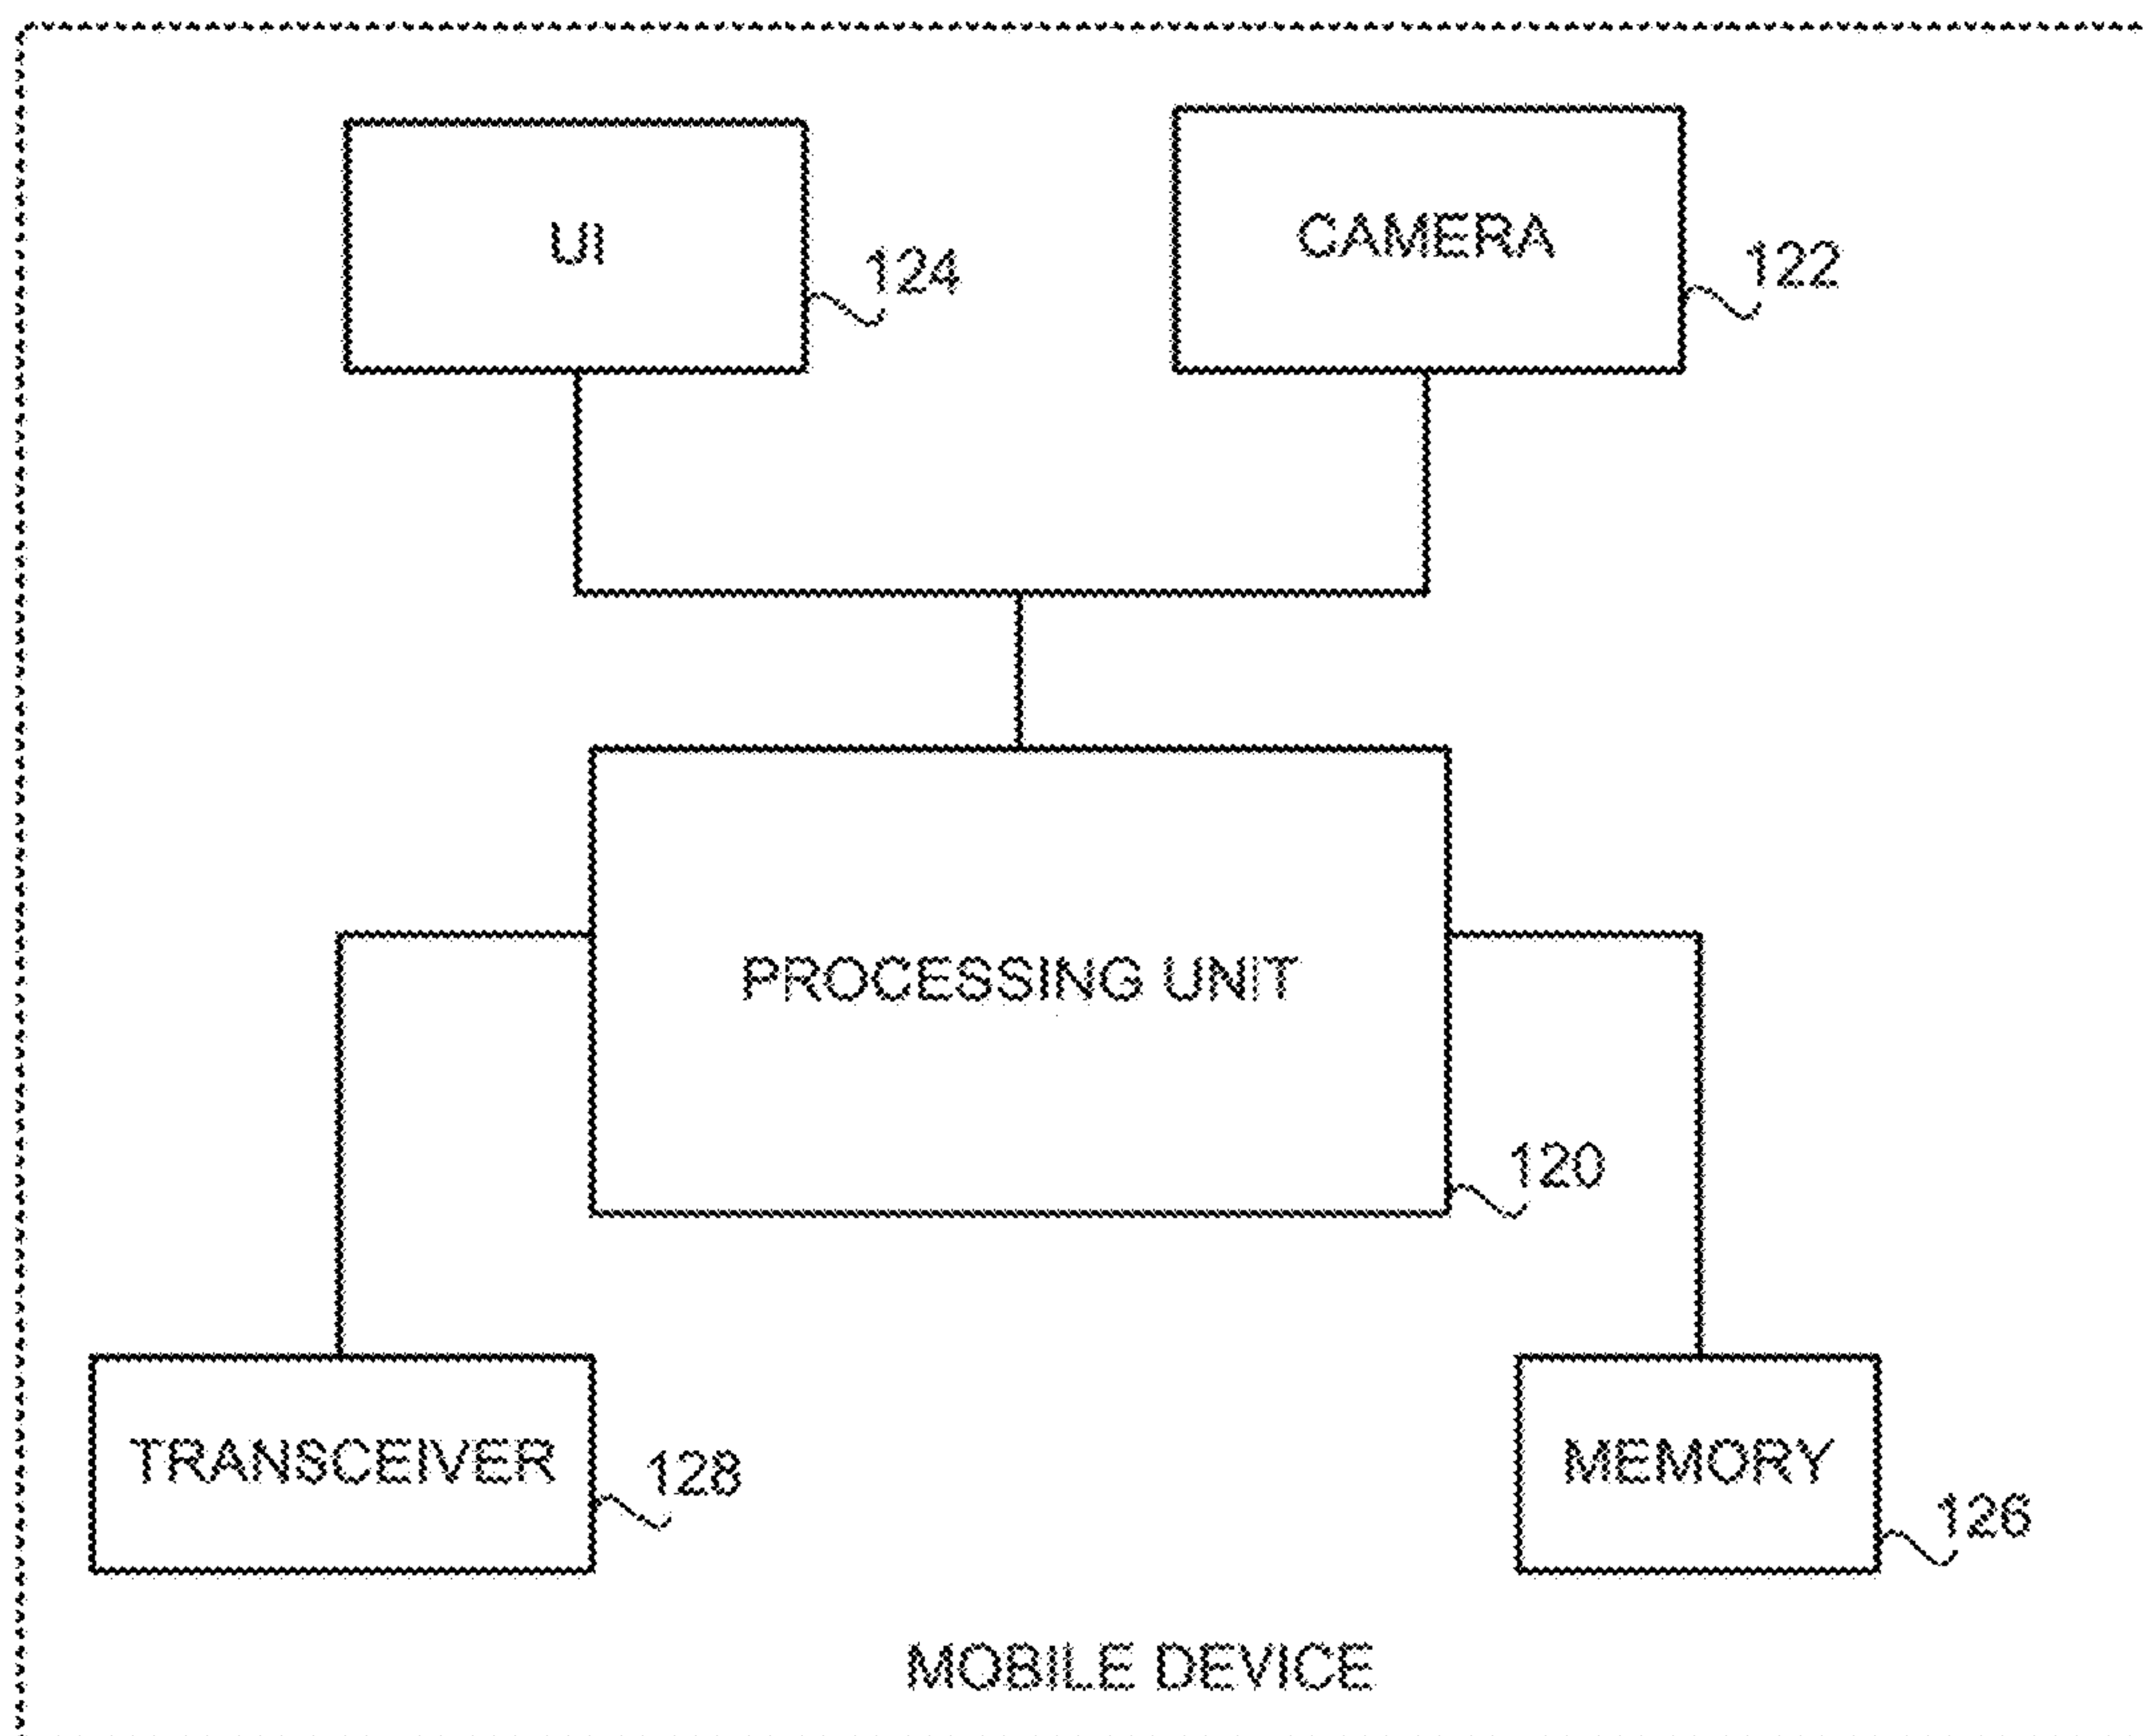 UI
124
CAMERA
122
PROCESSING UNIT
120
TRANSCEIVER
128
MEMORY
126
MOBILE DEVICE